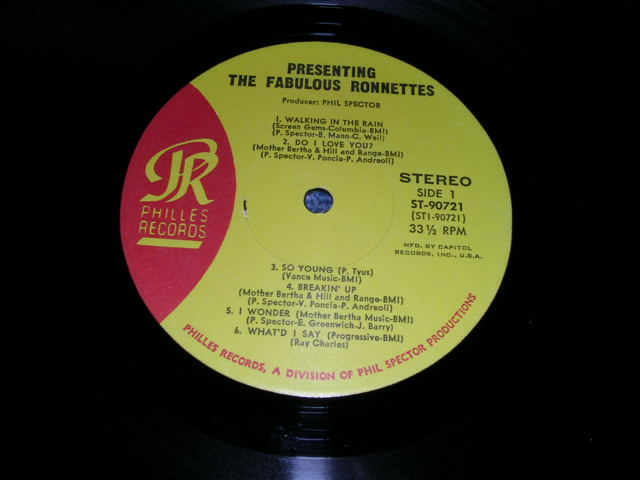 PRESENTING
THE FABULOUS RONNETTES
Producer: PHIL SPECTOR
1. WALKING IN THE RAIN
(Screen Gems-Columbia-BMI)
(P. Spector-B. Mann-C. Weil)
2. DO I LOVE YOU?
(Mother Bertha & Hill and Range-BMI)
(P. Spector-V. Poncia-P. Andreoli)
PR
PHILLES
RECORDS
STEREO
SIDE 1
ST-90721
(ST1-90721)
33⅓ RPM
MFD. BY CAPITOL
RECORDS, INC., U.S.A.
3. SO YOUNG (P. Tyus)
(Vance Music-BMI)
4. BREAKIN' UP
(Mother Bertha & Hill and Range-BMI)
(P. Spector-V. Poncia-P. Andreoli)
5. I WONDER (Mother Bertha Music-BMI)
(P. Spector-E. Greenwich-J. Barry)
6. WHAT'D I SAY (Progressive-BMI)
(Ray Charles)
PHILLES RECORDS, A DIVISION OF PHIL SPECTOR PRODUCTIONS